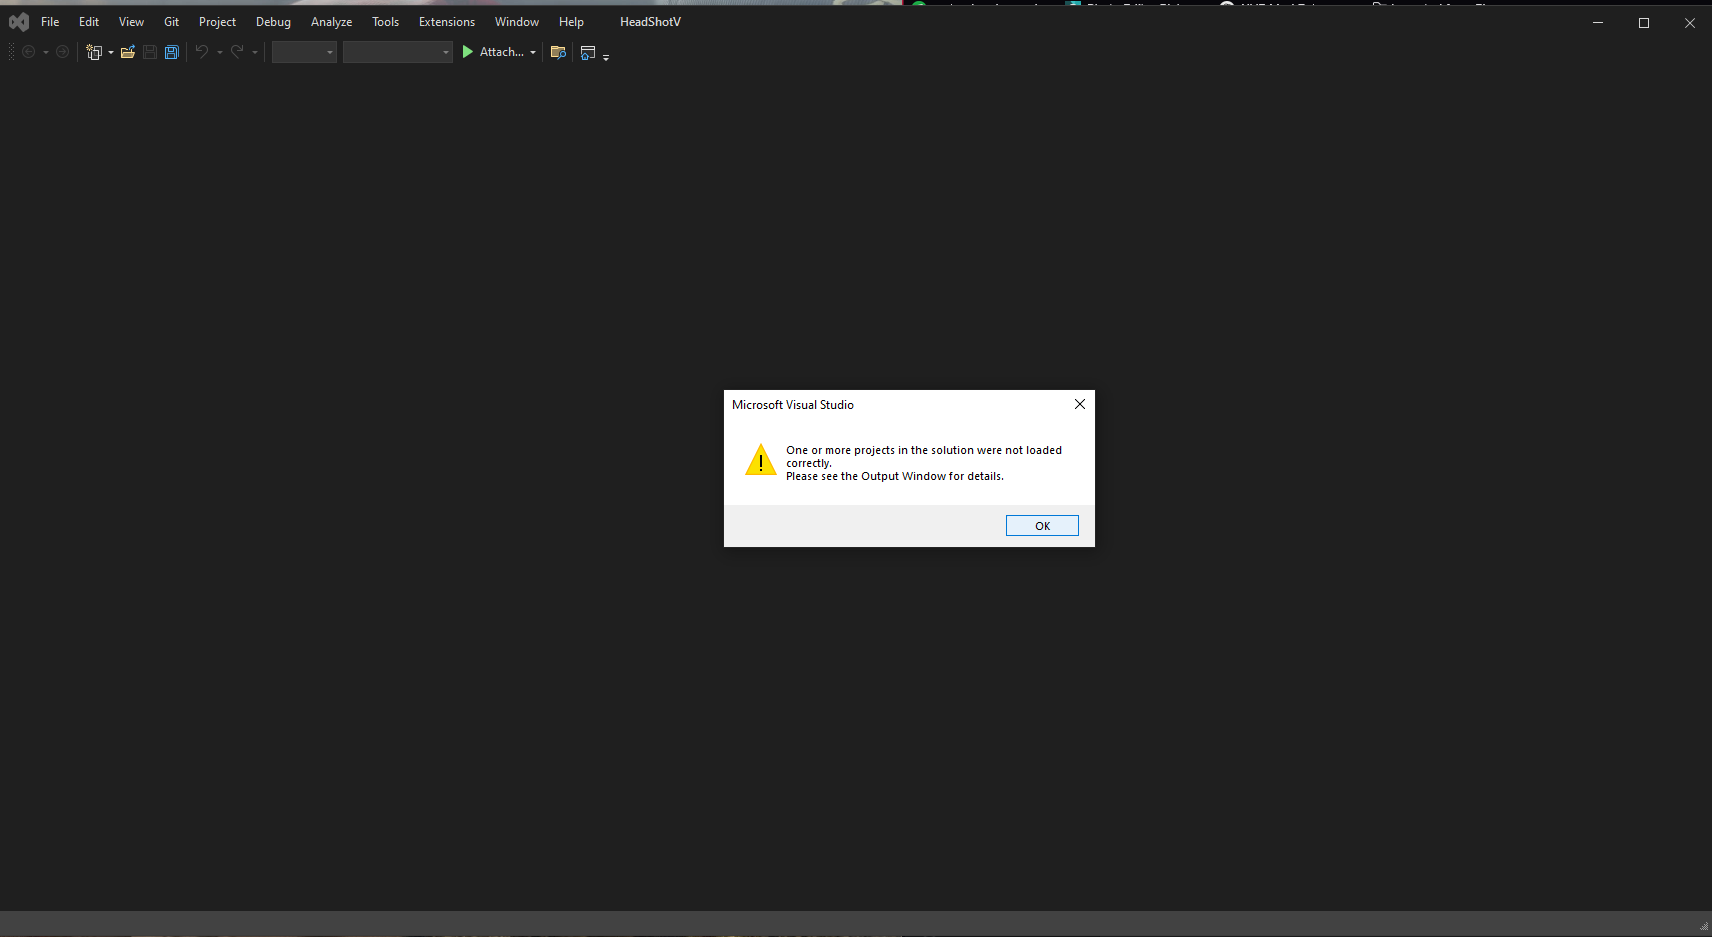 File Edit View Git Project Debug Analyze Tools Extensions Window Help HeadShotV
Attach...
Microsoft Visual Studio
One or more projects in the solution were not loaded
correctly.
Please see the Output Window for details.
OK